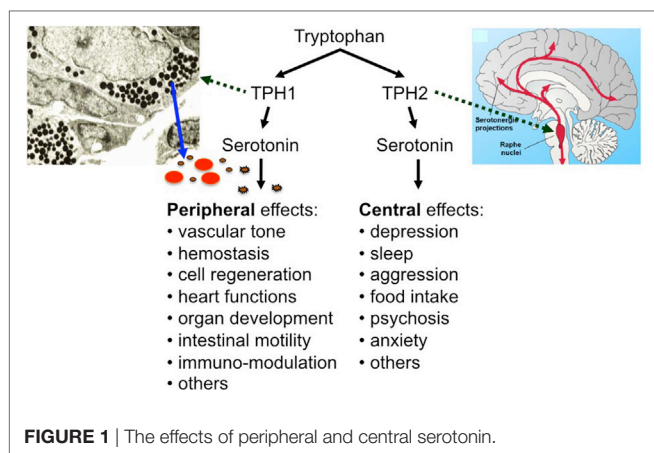 Tryptophan
TPH1
TPH2
Serotonergic
projections
Raphe
nuclei
Serotonin
Serotonin
Peripheral effects:
• vascular tone
• hemostasis
• cell regeneration
• heart functions
• organ development
• intestinal motility
• immuno-modulation
• others
Central effects:
• depression
• sleep
• aggression
• food intake
• psychosis
• anxiety
• others
FIGURE 1 | The effects of peripheral and central serotonin.